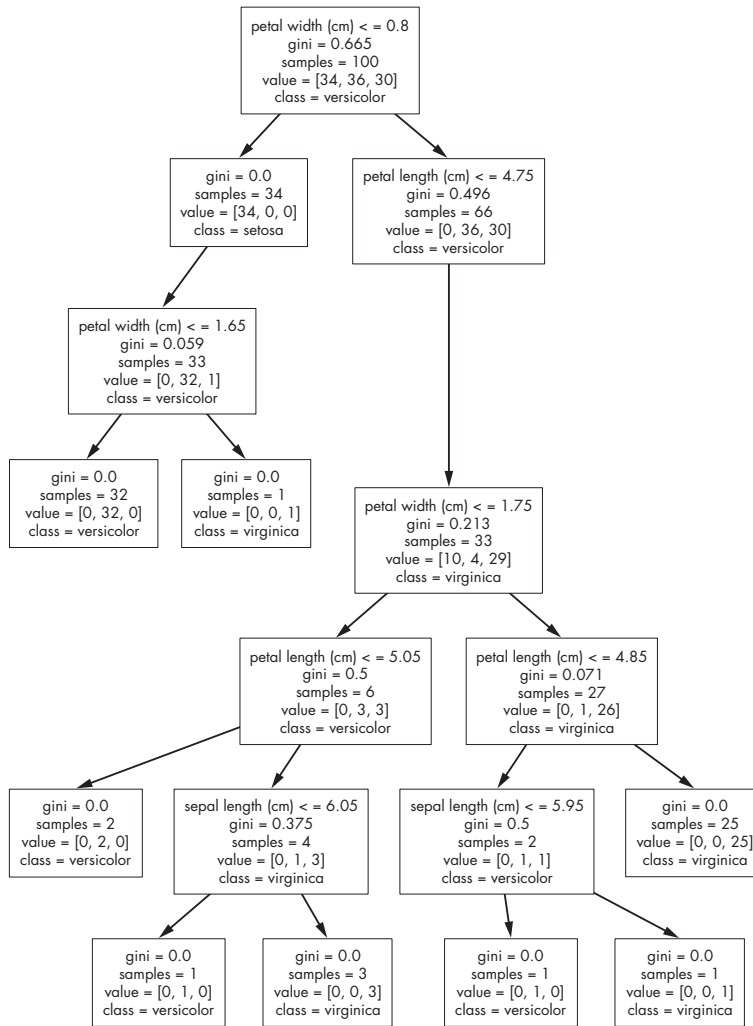 petal width (cm) < = 0.8
gini = 0.665
samples = 100
value = [34, 36, 30]
class = versicolor
gini = 0.0
samples = 34
value = [34, 0, 0]
class = setosa
petal length (cm) < = 4.75
gini = 0.496
samples = 66
value = [0, 36, 30]
class = versicolor
petal width (cm) < = 1.65
gini = 0.059
samples = 33
value = [0, 32, 1]
class = versicolor
gini = 0.0
samples = 32
value = [0, 32, 0]
class = versicolor
gini = 0.0
samples = 1
value = [0, 0, 1]
class = virginica
petal width (cm) < = 1.75
gini = 0.213
samples = 33
value = [10, 4, 29]
class = virginica
petal length (cm) < = 5.05
gini = 0.5
samples = 6
value = [0, 3, 3]
class = versicolor
petal length (cm) < = 4.85
gini = 0.071
samples = 27
value = [0, 1, 26]
class = virginica
gini = 0.0
samples = 2
value = [0, 2, 0]
class = versicolor
sepal length (cm) < = 6.05
gini = 0.375
samples = 4
value = [0, 1, 3]
class = virginica
sepal length (cm) < = 5.95
gini = 0.5
samples = 2
value = [0, 1, 1]
class = versicolor
gini = 0.0
samples = 25
value = [0, 0, 25]
class = virginica
gini = 0.0
samples = 1
value = [0, 1, 0]
class = versicolor
gini = 0.0
samples = 3
value = [0, 0, 3]
class = virginica
gini = 0.0
samples = 1
value = [0, 1, 0]
class = versicolor
gini = 0.0
samples = 1
value = [0, 0, 1]
class = virginica